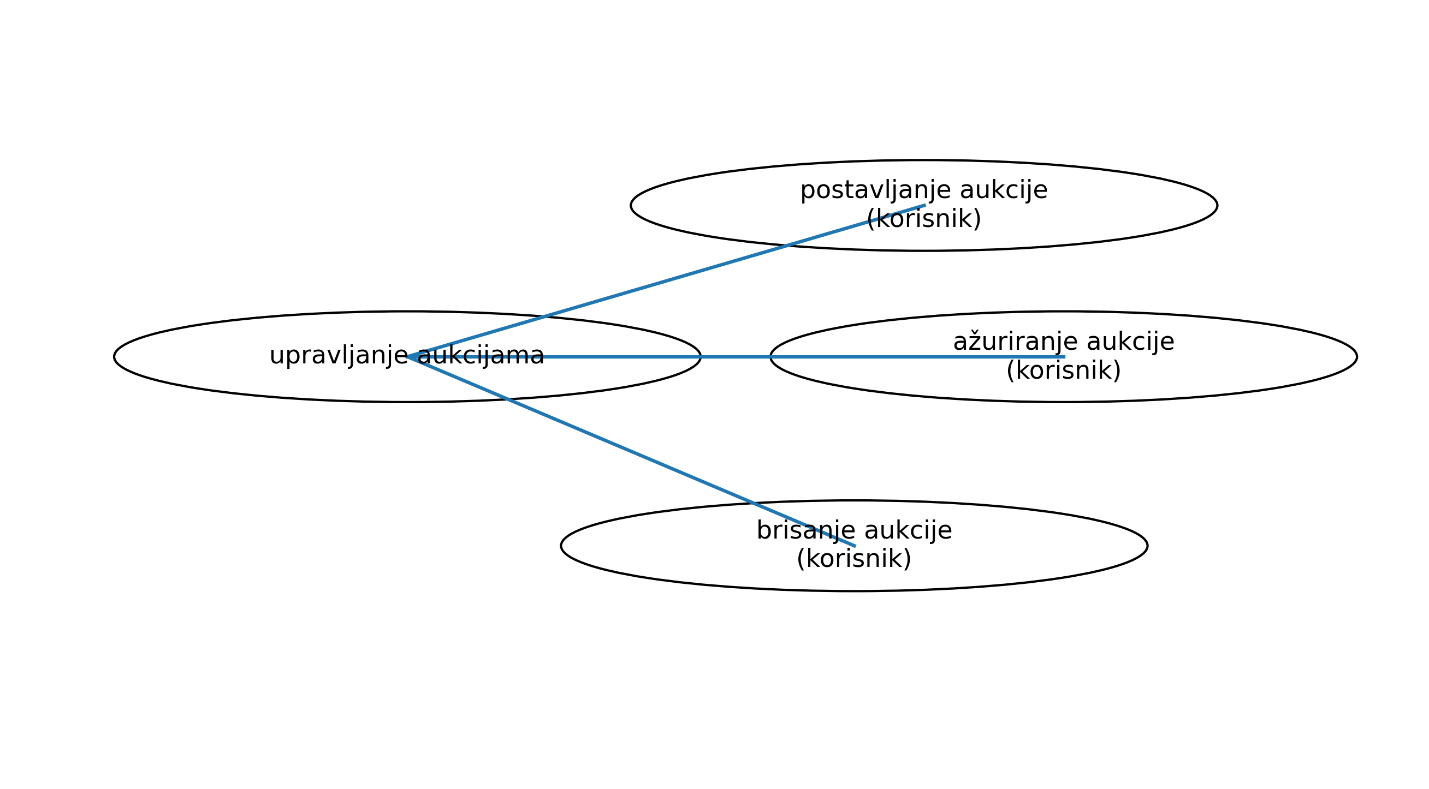 postavljanje aukcije
(korisnik)
upravljanje aukcijama
ažuriranje aukcije
(korisnik)
brisanje aukcije
(korisnik)